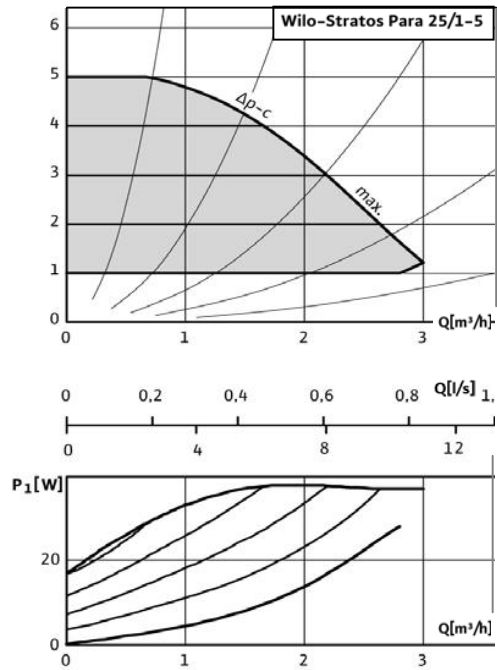 Wilo-Stratos Para 25/1-5
6
5
4
3
2
1
0
Δp-c
max.
0 1 2 3 Q[m³/h]
0 0,2 0,4 0,6 0,8 Q[l/s] 1,
0 4 8 12
P₁[W]
20
0
0 1 2 3 Q[m³/h]